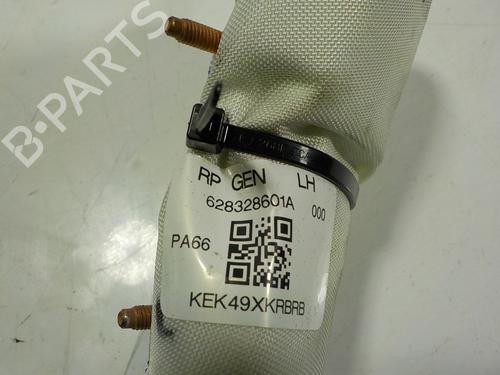 B-PARTS
RP GEN LH
628328601A
000
PA66
KEK49XKRBRB